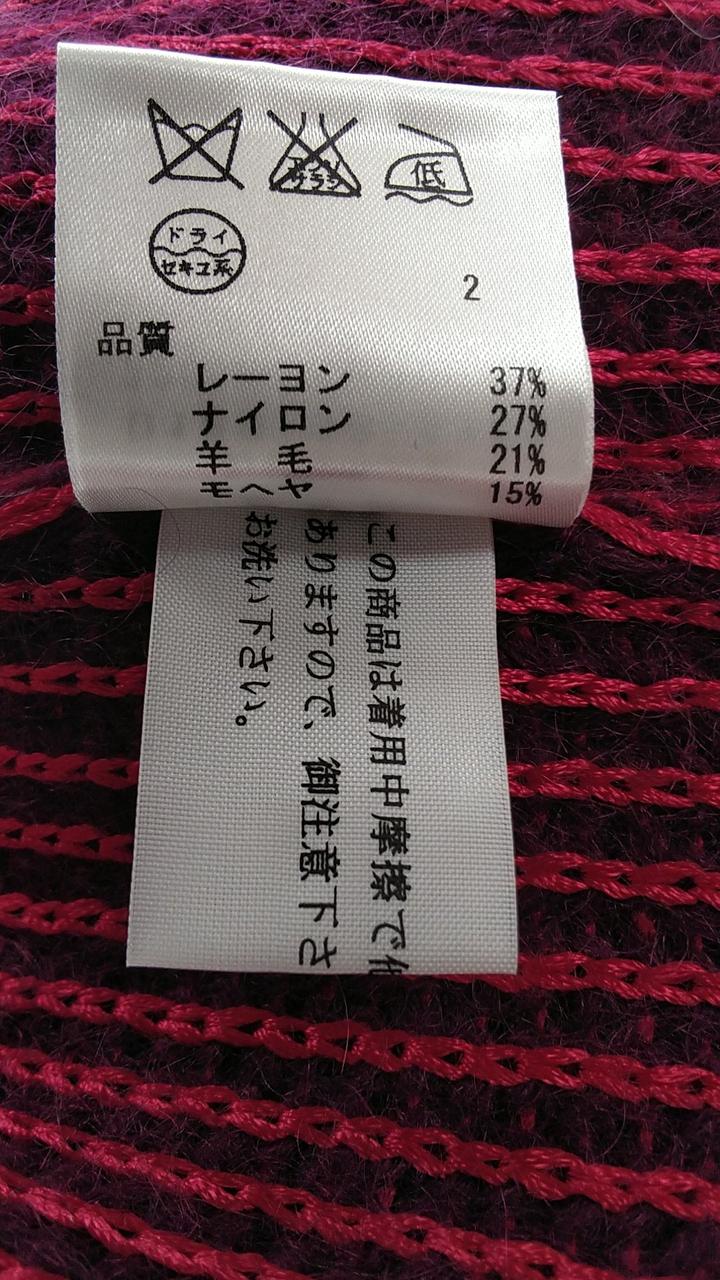 低
ドライ
セキユ系
2
品質
レーヨン 37%
ナイロン 27%
羊毛 21%
モヘヤ 15%
この商品は着用中摩擦で
ありますので、御注意下さ
お洗い下さい。